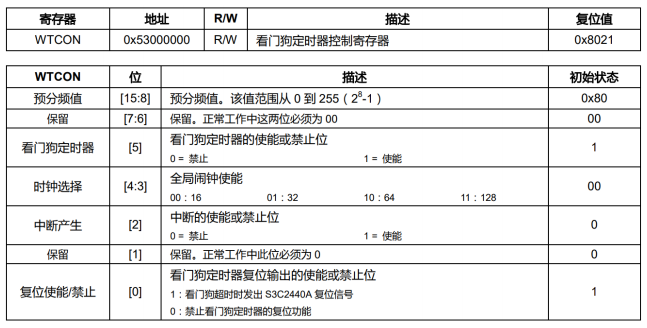 寄存器 地址 R/W 描述 复位值
WTCON 0x53000000 R/W 看门狗定时器控制寄存器 0x8021
WTCON 位 描述 初始状态
预分频值 [15:8] 预分频值。该值范围从 0 到 255（2^8-1） 0x80
保留 [7:6] 保留。正常工作中这两位必须为 00 00
看门狗定时器 [5] 看门狗定时器的使能或禁止位 1
0 = 禁止 1 = 使能
时钟选择 [4:3] 全局闹钟使能 00
00：16 01：32 10：64 11：128
中断产生 [2] 中断的使能或禁止位 0
0 = 禁止 1 = 使能
保留 [1] 保留。正常工作中此位必须为 0 0
复位使能/禁止 [0] 看门狗定时器复位输出的使能或禁止位 1
1：看门狗超时时发出 S3C2440A 复位信号
0：禁止看门狗定时器的复位功能